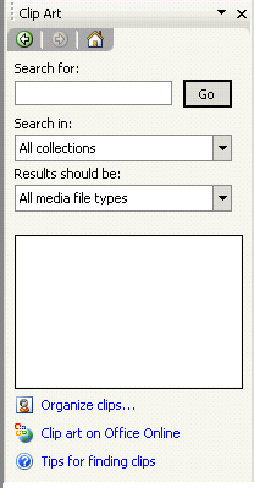 Clip Art
Search for:
Go
Search in:
All collections
Results should be:
All media file types
Organize clips...
Clip art on Office Online
Tips for finding clips